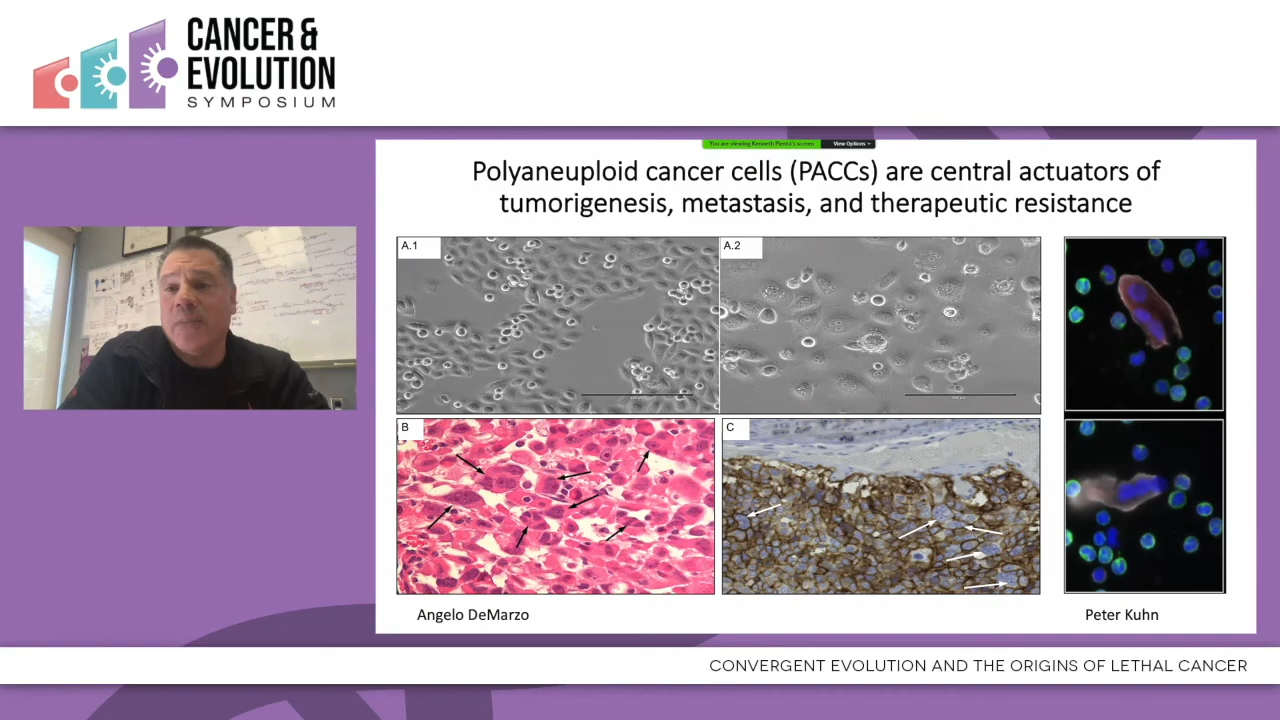 CANCER &
EVOLUTION
SYMPOSIUM
You are viewing Kenneth Pienta's screen
View Options
Polyaneuploid cancer cells (PACCs) are central actuators of
tumorigenesis, metastasis, and therapeutic resistance
A.1
A.2
B
C
Angelo DeMarzo
Peter Kuhn
CONVERGENT EVOLUTION AND THE ORIGINS OF LETHAL CANCER